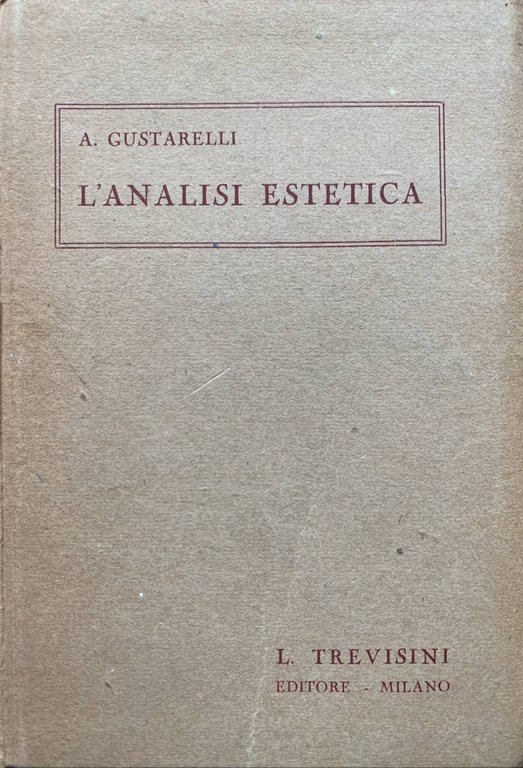 A. GUSTARELLI
L'ANALISI ESTETICA
L. TREVISINI
EDITORE - MILANO